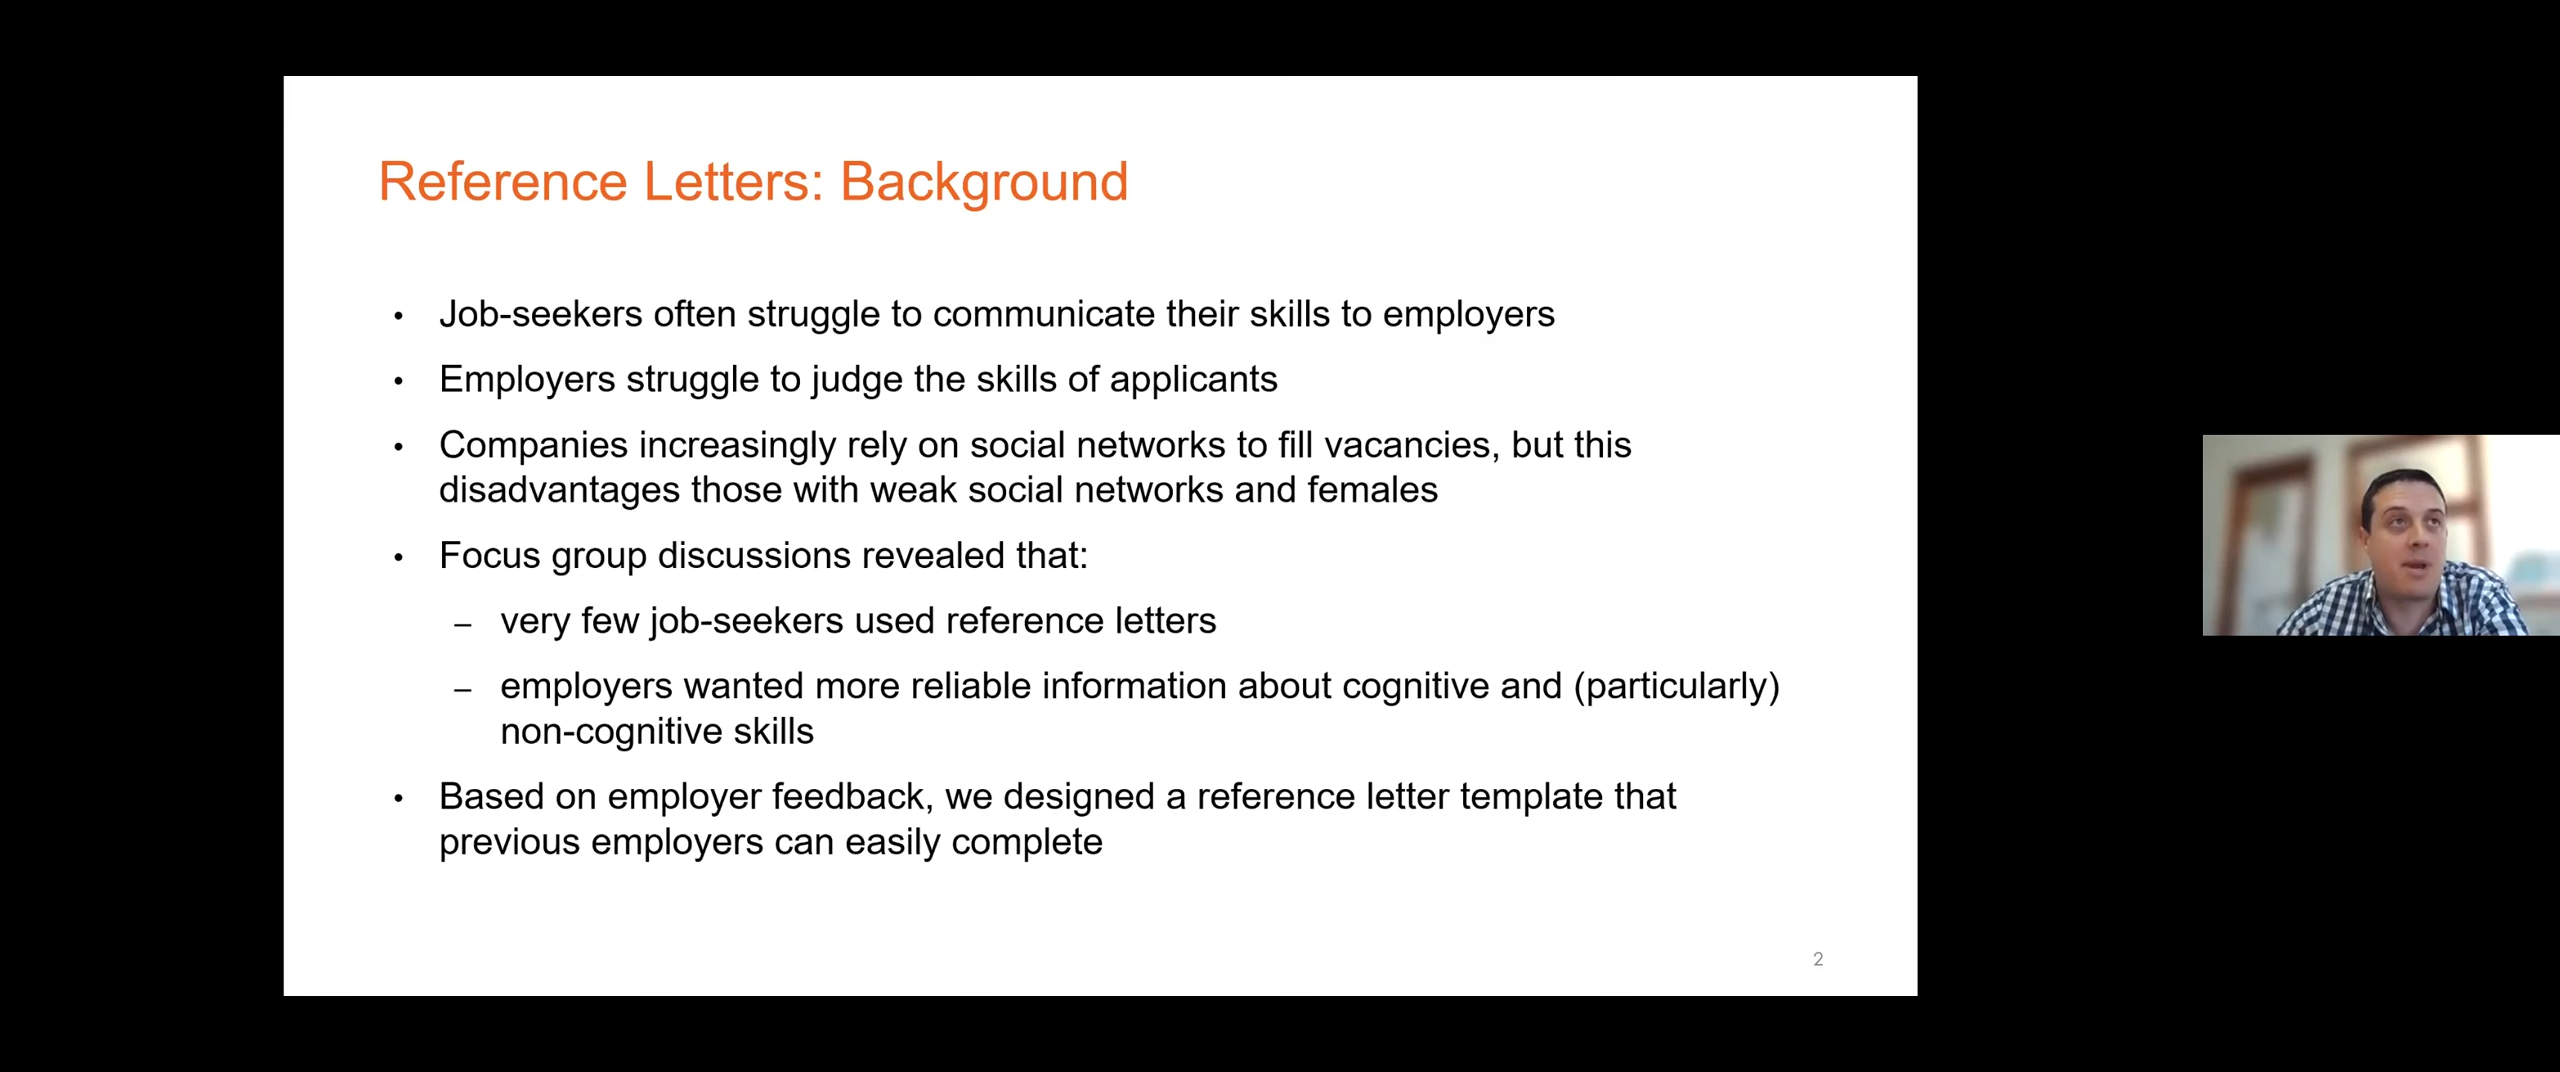 Reference Letters: Background
• Job-seekers often struggle to communicate their skills to employers
• Employers struggle to judge the skills of applicants
• Companies increasingly rely on social networks to fill vacancies, but this
disadvantages those with weak social networks and females
• Focus group discussions revealed that:
– very few job-seekers used reference letters
– employers wanted more reliable information about cognitive and (particularly)
non-cognitive skills
• Based on employer feedback, we designed a reference letter template that
previous employers can easily complete
2